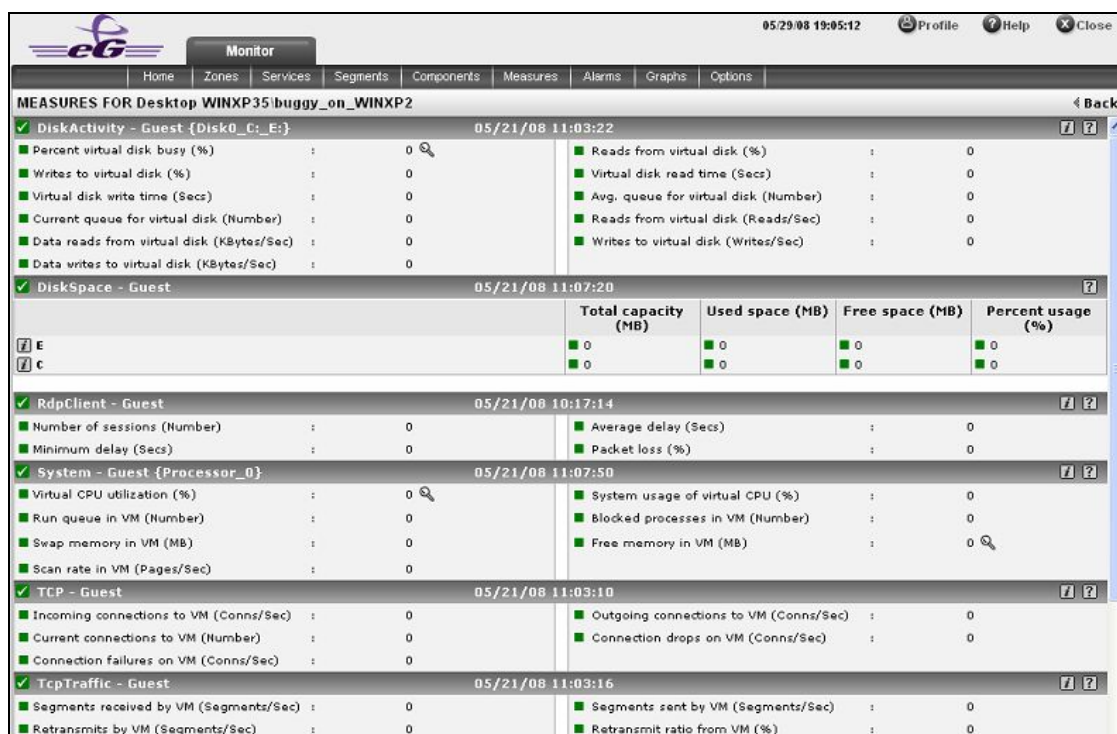 05/29/08 19:05:12 Profile Help Close
eG Monitor
Home Zones Services Segments Components Measures Alarms Graphs Options
MEASURES FOR Desktop WINXP35\buggy_on_WINXP2 Back
DiskActivity - Guest {Disk0_C:_E:} 05/21/08 11:03:22
Percent virtual disk busy (%) : 0 Reads from virtual disk (%) : 0
Writes to virtual disk (%) : 0 Virtual disk read time (Secs) : 0
Virtual disk write time (Secs) : 0 Avg. queue for virtual disk (Number) : 0
Current queue for virtual disk (Number) : 0 Reads from virtual disk (Reads/Sec) : 0
Data reads from virtual disk (KBytes/Sec) : 0 Writes to virtual disk (Writes/Sec) : 0
Data writes to virtual disk (KBytes/Sec) : 0
DiskSpace - Guest 05/21/08 11:07:20
Total capacity (MB) Used space (MB) Free space (MB) Percent usage (%)
E 0 0 0 0
C 0 0 0 0
RdpClient - Guest 05/21/08 10:17:14
Number of sessions (Number) : 0 Average delay (Secs) : 0
Minimum delay (Secs) : 0 Packet loss (%) : 0
System - Guest {Processor_0} 05/21/08 11:07:50
Virtual CPU utilization (%) : 0 System usage of virtual CPU (%) : 0
Run queue in VM (Number) : 0 Blocked processes in VM (Number) : 0
Swap memory in VM (MB) : 0 Free memory in VM (MB) : 0
Scan rate in VM (Pages/Sec) : 0
TCP - Guest 05/21/08 11:03:10
Incoming connections to VM (Conns/Sec) : 0 Outgoing connections to VM (Conns/Sec) : 0
Current connections to VM (Number) : 0 Connection drops on VM (Conns/Sec) : 0
Connection failures on VM (Conns/Sec) : 0
TcpTraffic - Guest 05/21/08 11:03:16
Segments received by VM (Segments/Sec) : 0 Segments sent by VM (Segments/Sec) : 0
Retransmits by VM (Segments/Sec) : 0 Retransmit ratio from VM (%) : 0